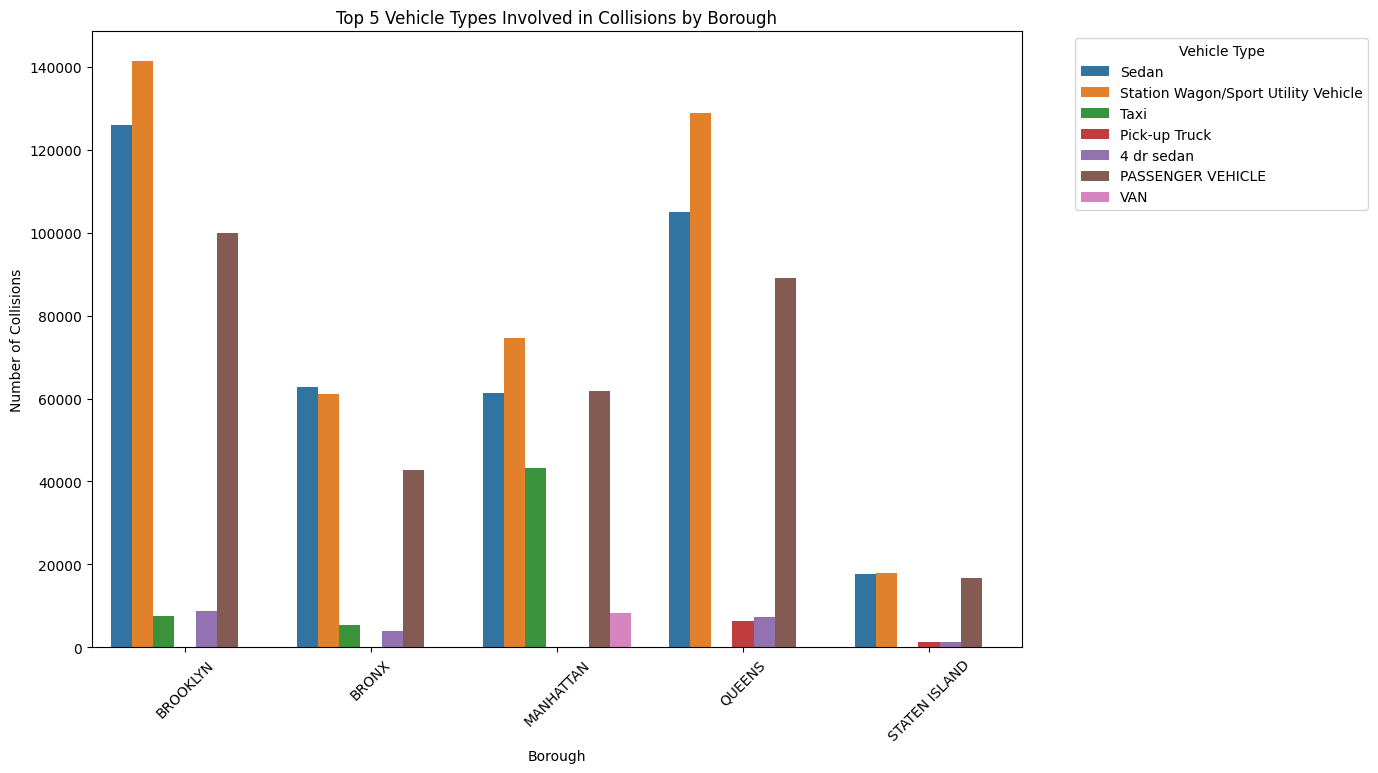 Top 5 Vehicle Types Involved in Collisions by Borough
Number of Collisions
140000
120000
100000
80000
60000
40000
20000
0
BROOKLYN
BRONX
MANHATTAN
QUEENS
STATEN ISLAND
Borough
Vehicle Type
Sedan
Station Wagon/Sport Utility Vehicle
Taxi
Pick-up Truck
4 dr sedan
PASSENGER VEHICLE
VAN